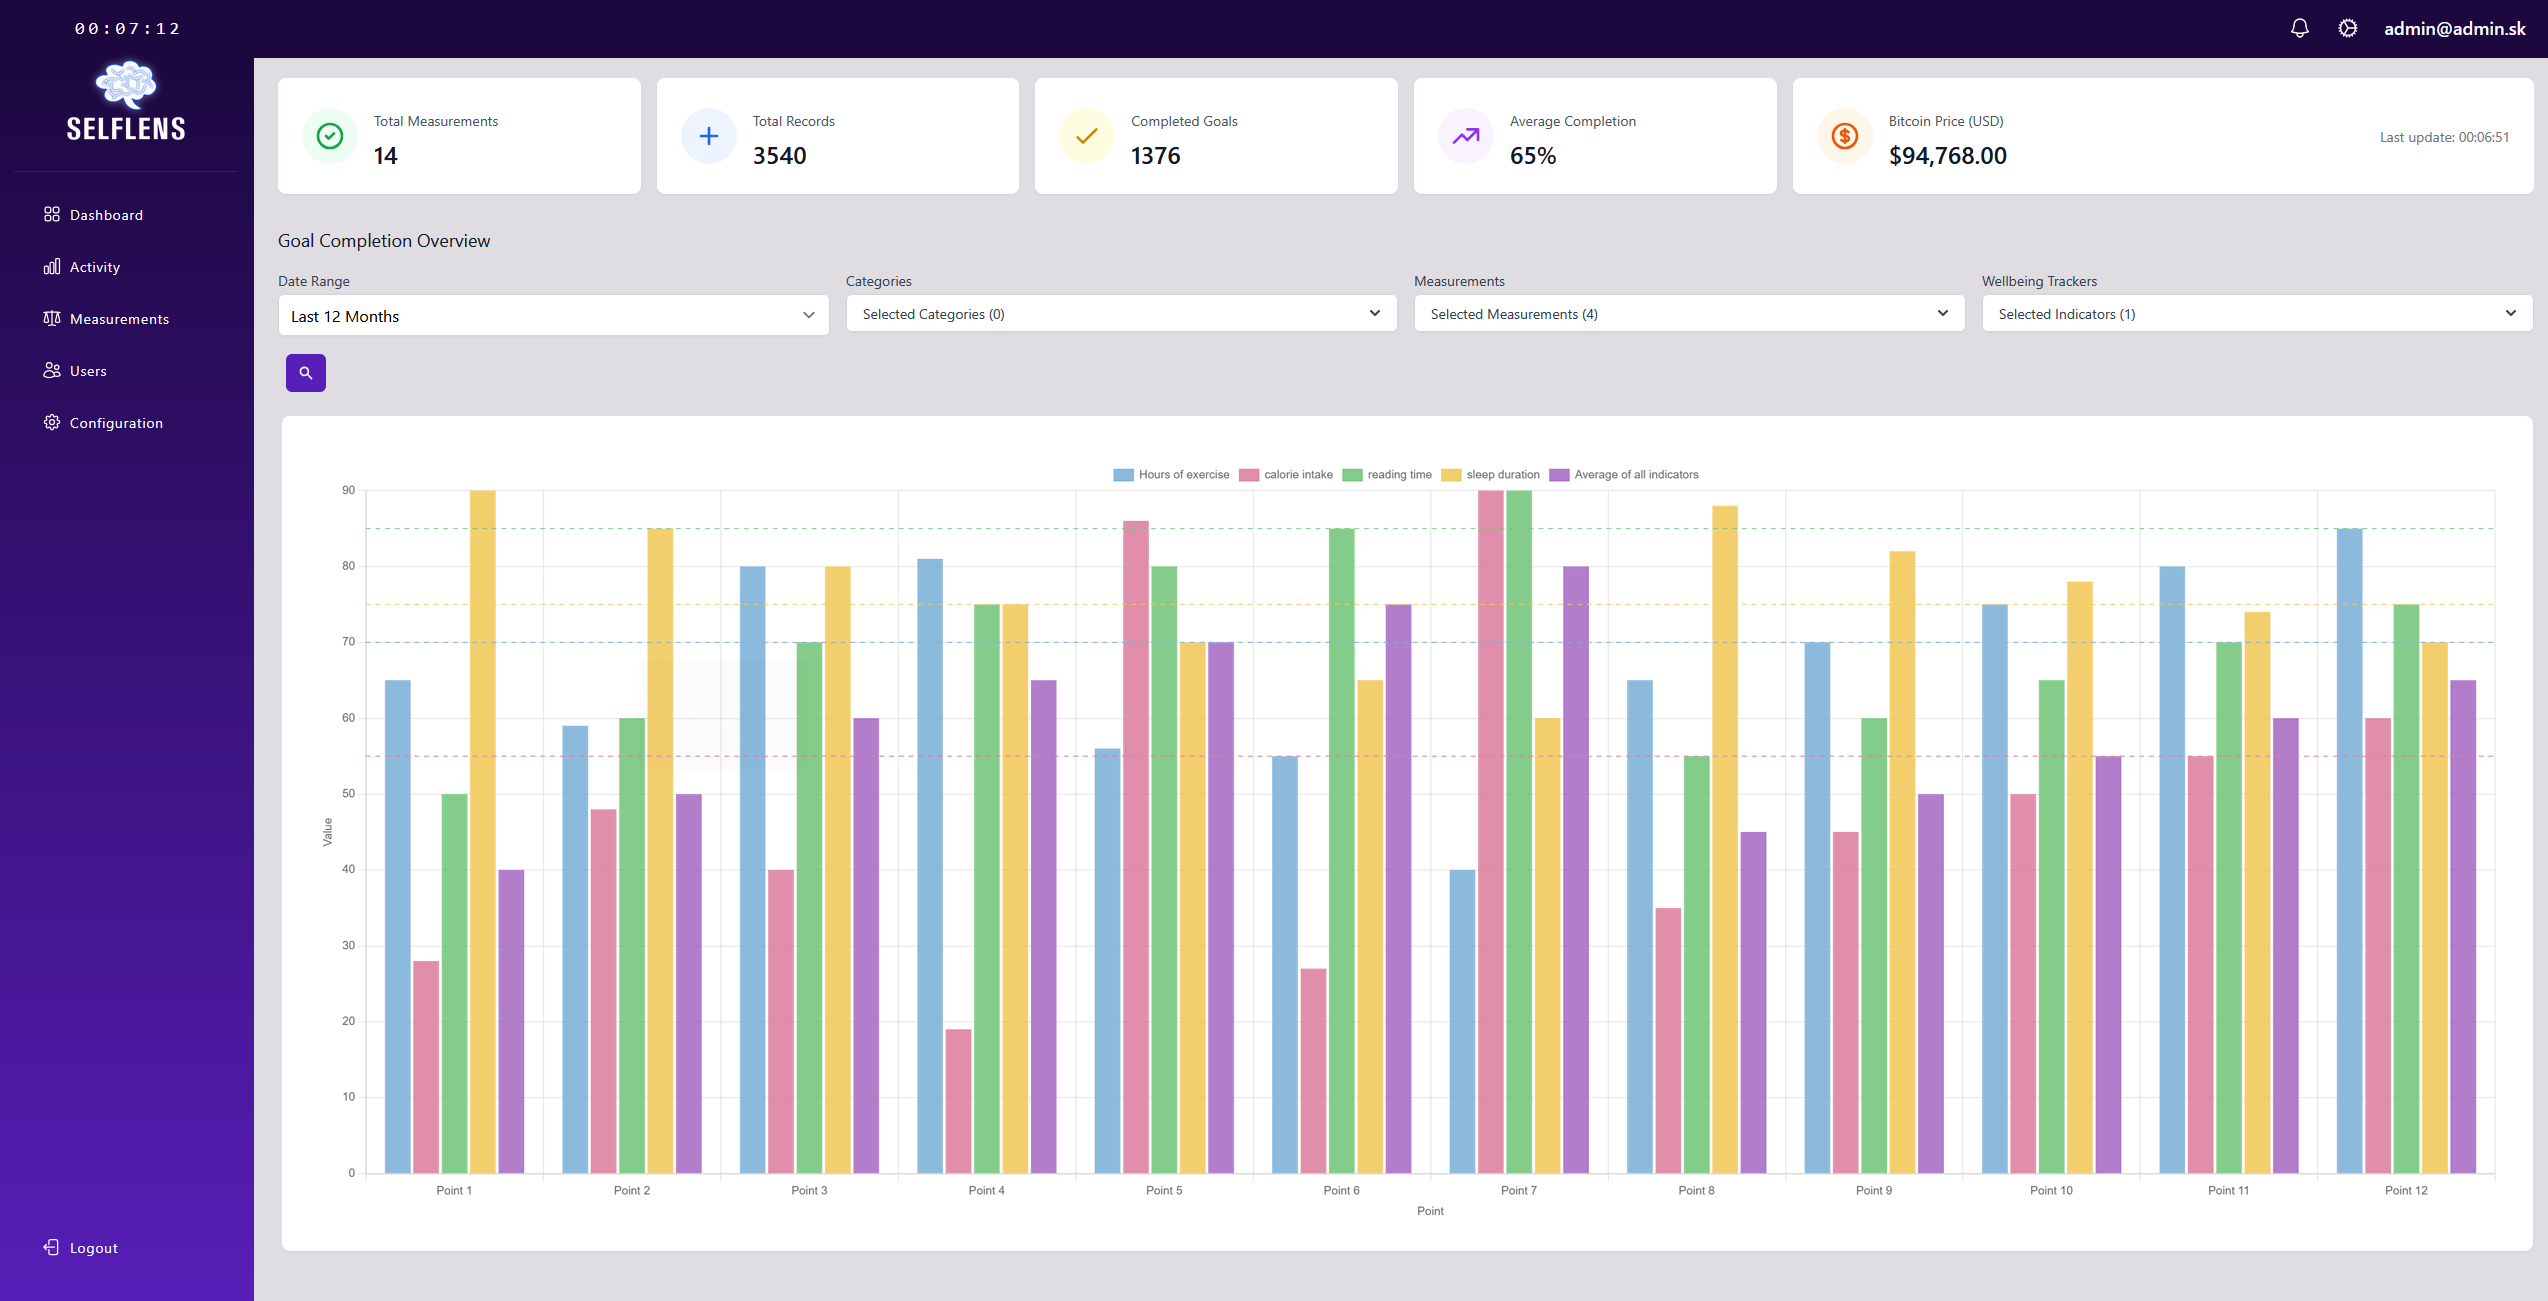 00:07:12
admin@admin.sk
SELFLENS
Dashboard
Activity
Measurements
Users
Configuration
Logout
Total Measurements
14
Total Records
3540
Completed Goals
1376
Average Completion
65%
Bitcoin Price (USD)
$94,768.00
Last update: 00:06:51
Goal Completion Overview
Date Range
Last 12 Months
Categories
Selected Categories (0)
Measurements
Selected Measurements (4)
Wellbeing Trackers
Selected Indicators (1)
Hours of exercise calorie intake reading time sleep duration Average of all indicators
90
80
70
60
50
40
30
20
10
0
Value
Point 1 Point 2 Point 3 Point 4 Point 5 Point 6 Point 7 Point 8 Point 9 Point 10 Point 11 Point 12
Point